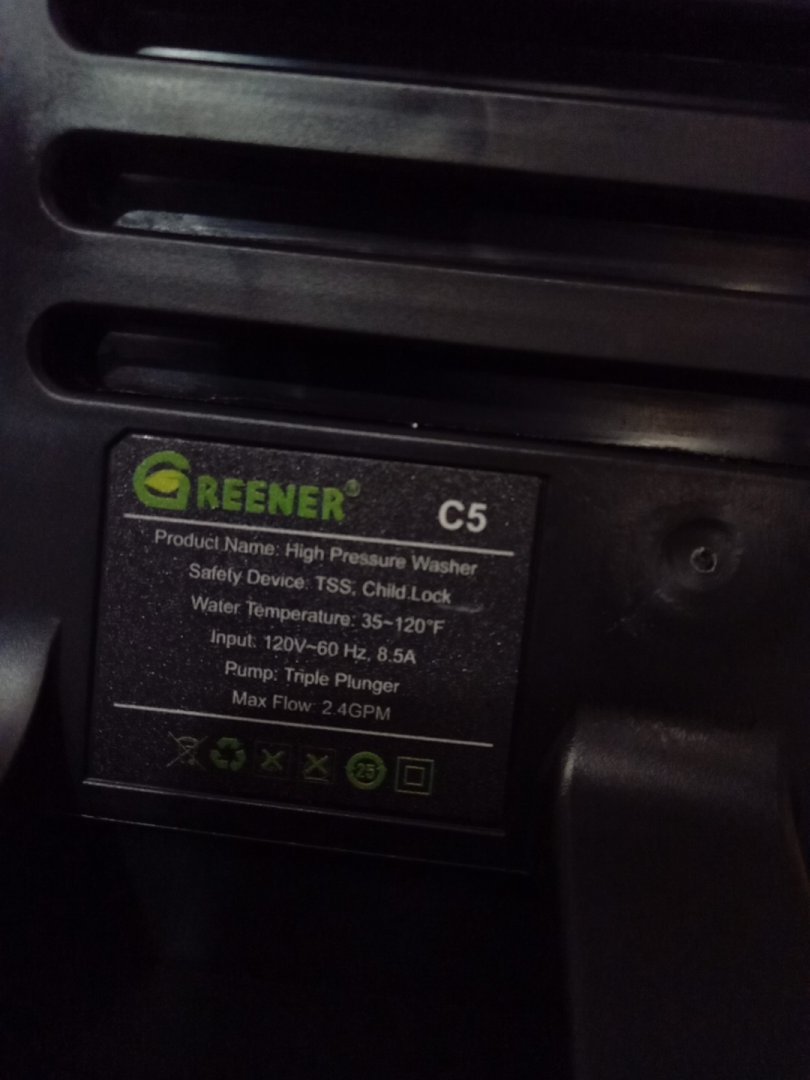 GREENER® C5
Product Name: High Pressure Washer
Safety Device: TSS, Child Lock
Water Temperature: 35~120°F
Input: 120V~60 Hz, 8.5A
Pump: Triple Plunger
Max Flow: 2.4GPM
25